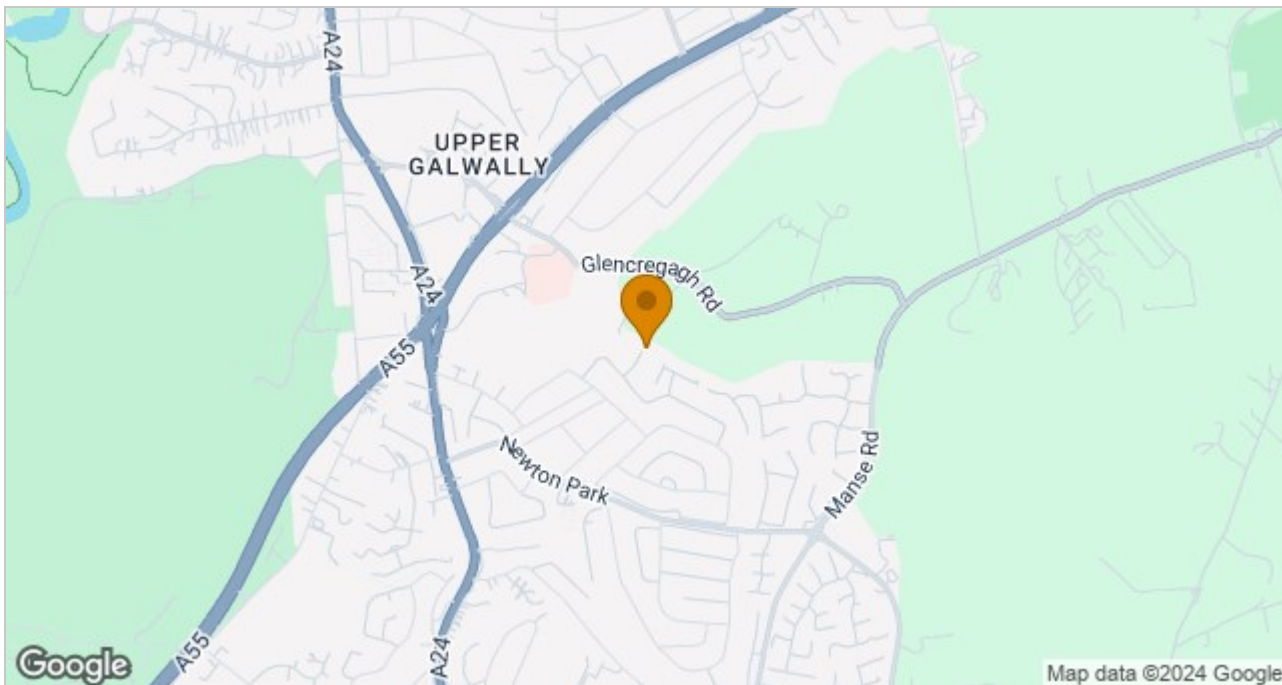 A24
UPPER
GALWALLY
Glencregagh Rd
A24
A55
Newton Park
Manse Rd
A55
A24
Google
Map data ©2024 Google